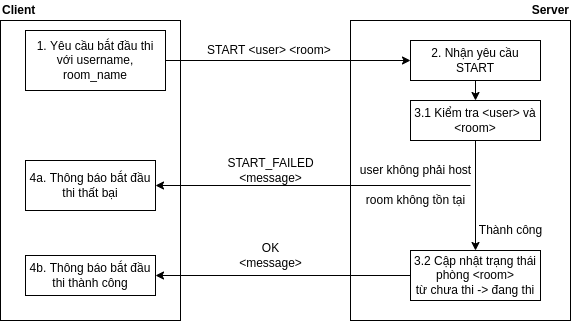 Client
Server
1. Yêu cầu bắt đầu thi
với username,
room_name
START <user> <room>
2. Nhận yêu cầu
START
3.1 Kiểm tra <user> và
<room>
START_FAILED
<message>
user không phải host
room không tồn tại
4a. Thông báo bắt đầu
thi thất bại
Thành công
OK
<message>
3.2 Cập nhật trạng thái
phòng <room>
từ chưa thi -> đang thi
4b. Thông báo bắt đầu
thi thành công